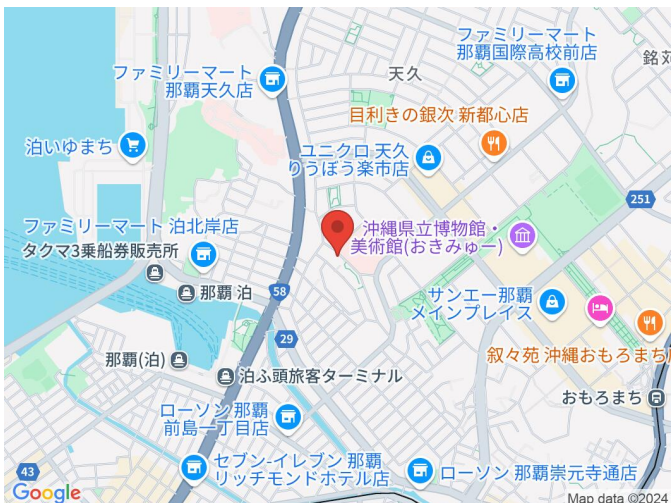 ファミリーマート
那覇国際高校前店
銘苅
ファミリーマート
那覇天久店
天久
目利きの銀次 新都心店
泊いゆまち
ユニクロ 天久
りうぼう楽市店
251
ファミリーマート 泊北岸店
沖縄県立博物館・
美術館(おきみゅー)
タクマ3乗船券販売所
那覇 泊
58
サンエー那覇
メインプレイス
29
叙々苑 沖縄おもろまち
那覇(泊)
泊ふ頭旅客ターミナル
おもろまち
ローソン 那覇
前島一丁目店
43
セブン-イレブン 那覇
リッチモンドホテル店
ローソン 那覇崇元寺通店
Google
Map data ©2024